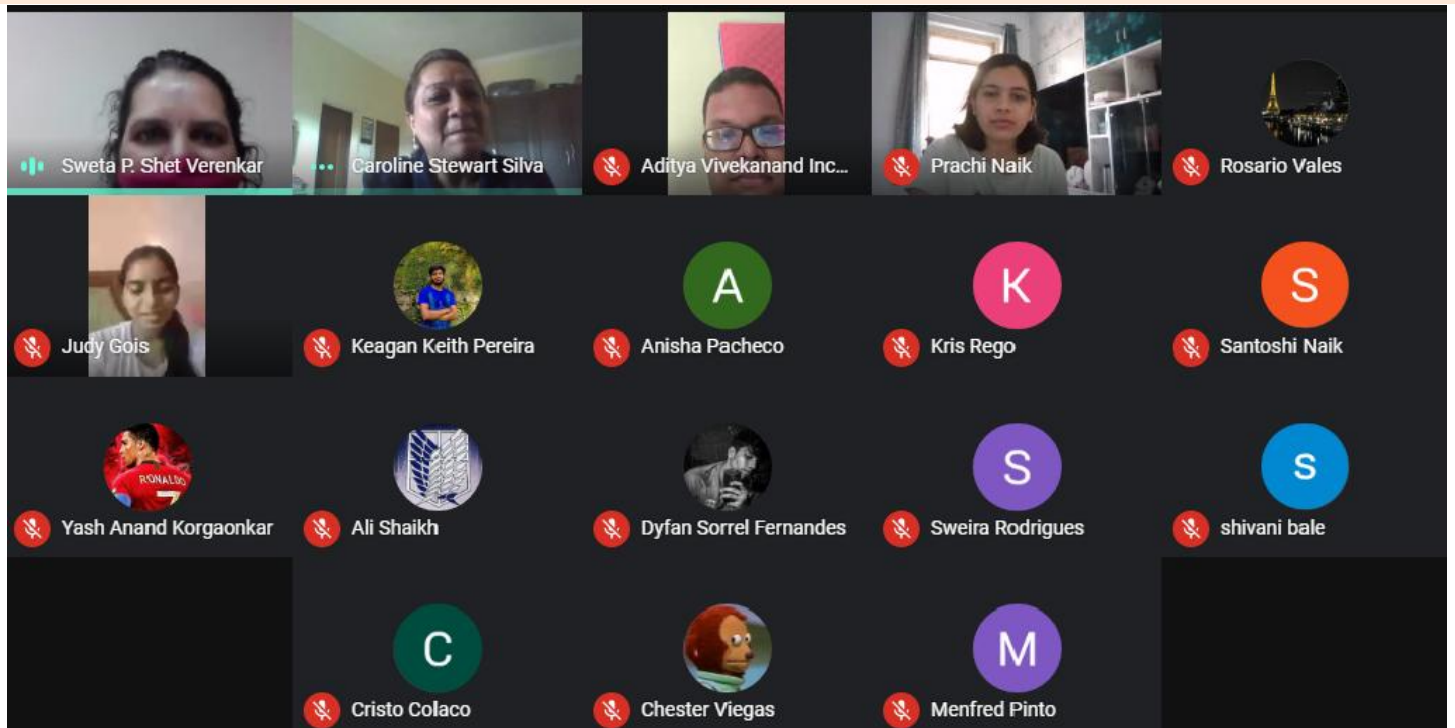 Sweta P. Shet Verenkar
Caroline Stewart Silva
Aditya Vivekanand Inc...
Prachi Naik
Rosario Vales
Judy Gois
Keagan Keith Pereira
A
Anisha Pacheco
K
Kris Rego
S
Santoshi Naik
RONALDO
7
Yash Anand Korgaonkar
Ali Shaikh
Dyfan Sorrel Fernandes
S
Sweira Rodrigues
s
shivani bale
C
Cristo Colaco
Chester Viegas
M
Menfred Pinto